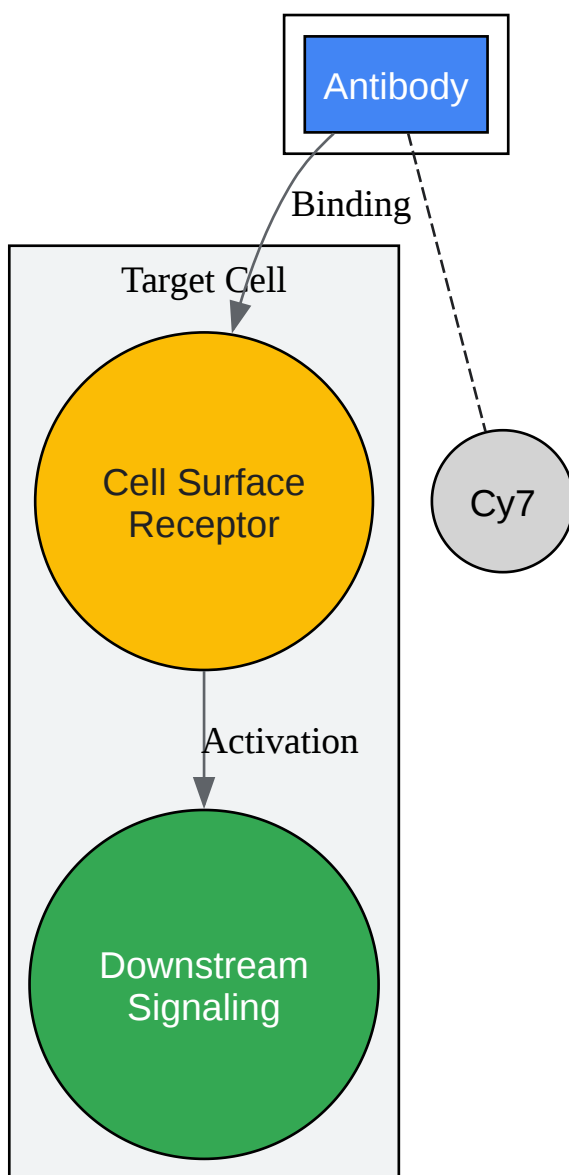 Antibody
Binding
Target Cell
Cell Surface
Receptor
Cy7
Activation
Downstream
Signaling